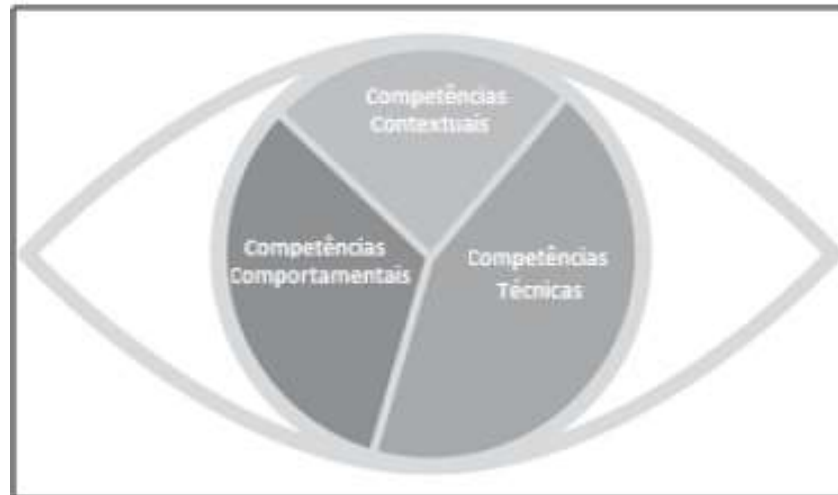 Competências
Contextuais
Competências
Comportamentais
Competências
Técnicas